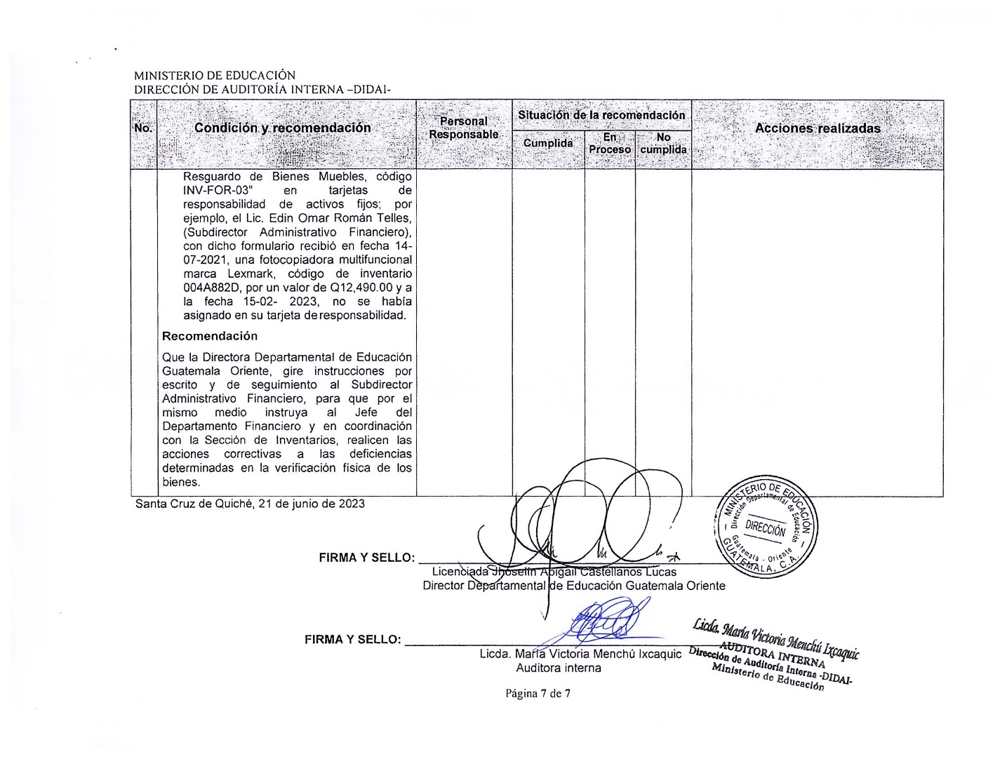 MINISTERIO DE EDUCACIÓN
DIRECCIÓN DE AUDITORÍA INTERNA –DIDAI-
No.
Condición y recomendación
Personal
Responsable
Situación de la recomendación
Cumplida
En
Proceso
No
cumplida
Acciones realizadas
Resguardo de Bienes Muebles, código
INV-FOR-03" en tarjetas de
responsabilidad de activos fijos; por
ejemplo, el Lic. Edin Omar Román Telles,
(Subdirector Administrativo Financiero),
con dicho formulario recibió en fecha 14-
07-2021, una fotocopiadora multifuncional
marca Lexmark, código de inventario
004A882D, por un valor de Q12,490.00 y a
la fecha 15-02- 2023, no se había
asignado en su tarjeta de responsabilidad.
Recomendación
Que la Directora Departamental de Educación
Guatemala Oriente, gire instrucciones por
escrito y de seguimiento al Subdirector
Administrativo Financiero, para que por el
mismo medio instruya al Jefe del
Departamento Financiero y en coordinación
con la Sección de Inventarios, realicen las
acciones correctivas a las deficiencias
determinadas en la verificación física de los
bienes.
Santa Cruz de Quiché, 21 de junio de 2023
MINISTERIO DE EDUCACIÓN
Dirección Departamental de Educación
DIRECCIÓN
Guatemala - Oriente
GUATEMALA, C.A.
FIRMA Y SELLO:
Licenciada Jhoselin Abigail Castellanos Lucas
Director Departamental de Educación Guatemala Oriente
FIRMA Y SELLO:
Licda. María Victoria Menchú Ixcaquic
Auditora interna
Licda. María Victoria Menchú Ixcaquic
AUDITORA INTERNA
Dirección de Auditoría Interna -DIDAI-
Ministerio de Educación
Página 7 de 7